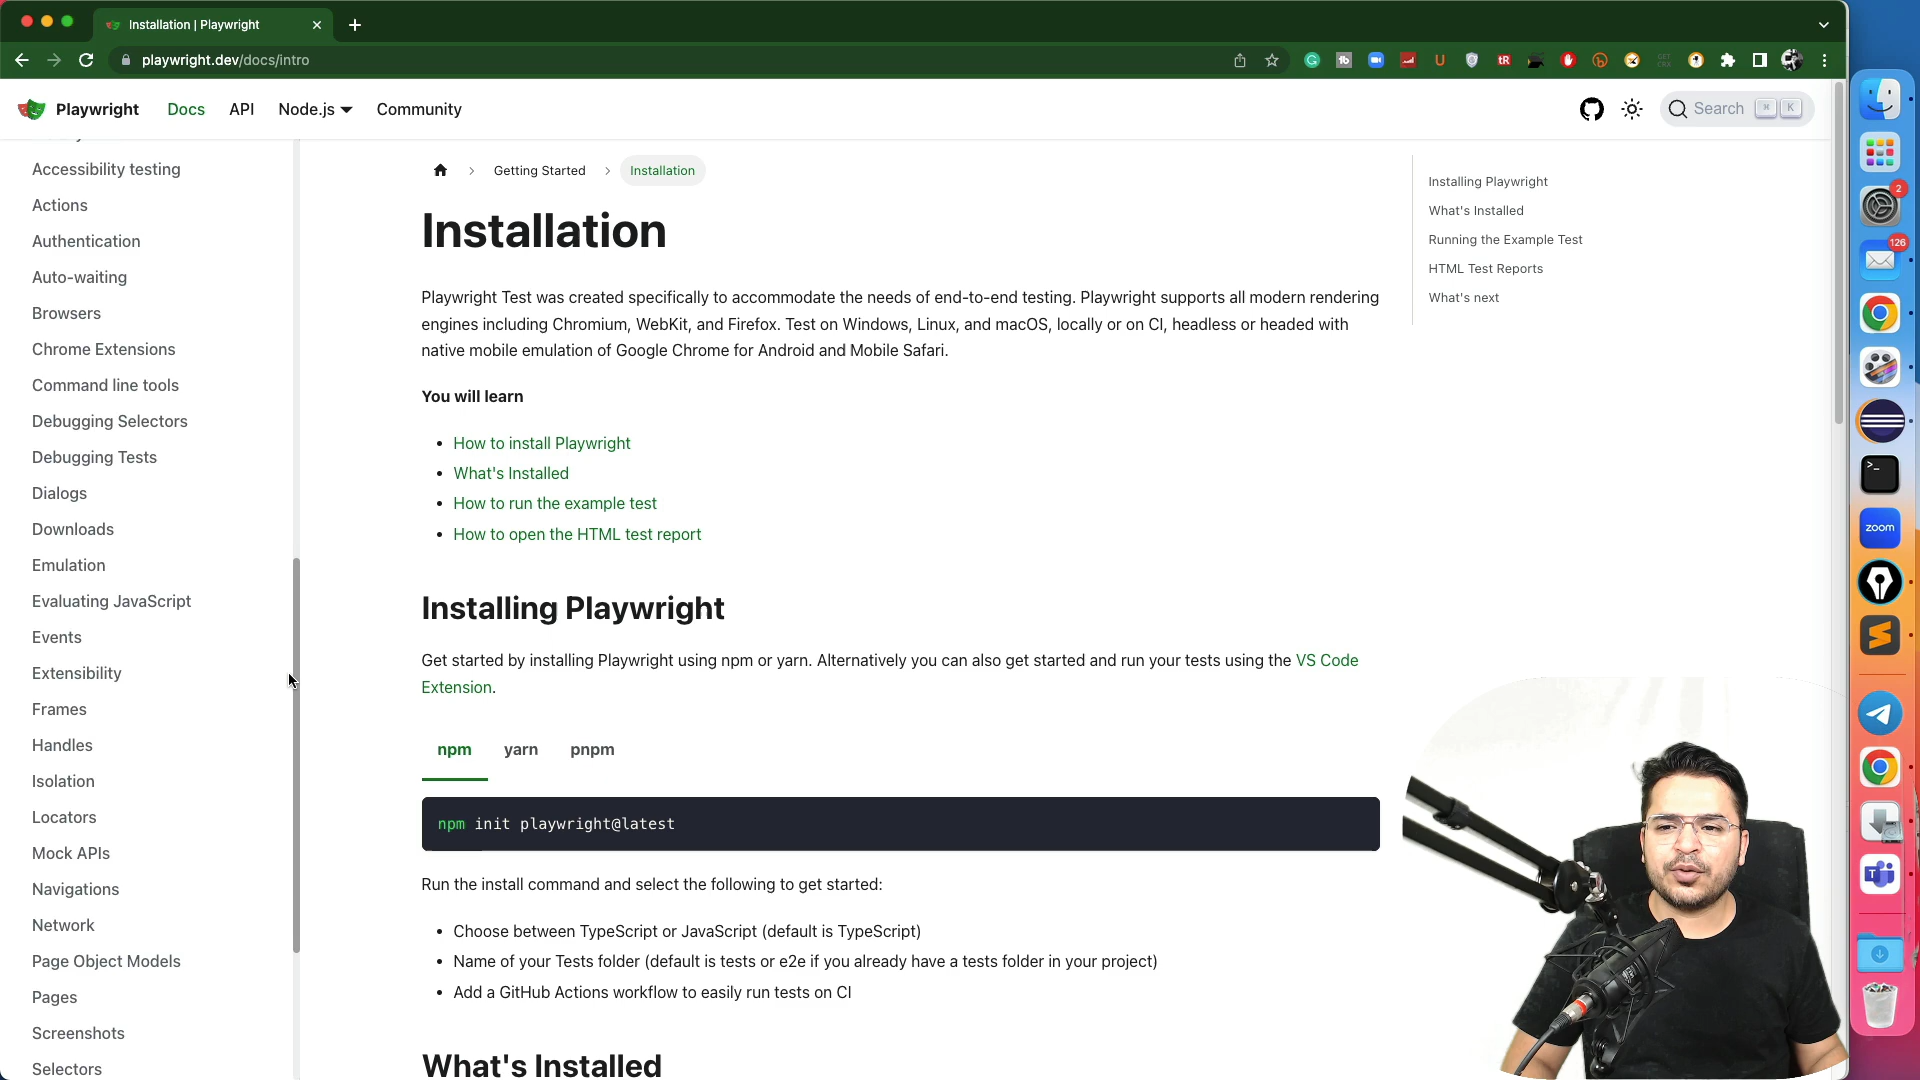 Installation | Playwright
playwright.dev/docs/intro
Playwright
Docs
API
Node.js
Community
Search
⌘
K
Accessibility testing
Actions
Authentication
Auto-waiting
Browsers
Chrome Extensions
Command line tools
Debugging Selectors
Debugging Tests
Dialogs
Downloads
Emulation
Evaluating JavaScript
Events
Extensibility
Frames
Handles
Isolation
Locators
Mock APIs
Navigations
Network
Page Object Models
Pages
Screenshots
Selectors
Getting Started
Installation
Installation
Playwright Test was created specifically to accommodate the needs of end-to-end testing. Playwright supports all modern rendering
engines including Chromium, WebKit, and Firefox. Test on Windows, Linux, and macOS, locally or on CI, headless or headed with
native mobile emulation of Google Chrome for Android and Mobile Safari.
You will learn
How to install Playwright
What's Installed
How to run the example test
How to open the HTML test report
Installing Playwright
Get started by installing Playwright using npm or yarn. Alternatively you can also get started and run your tests using the VS Code
Extension.
npm
yarn
pnpm
npm init playwright@latest
Run the install command and select the following to get started:
Choose between TypeScript or JavaScript (default is TypeScript)
Name of your Tests folder (default is tests or e2e if you already have a tests folder in your project)
Add a GitHub Actions workflow to easily run tests on CI
What's Installed
Installing Playwright
What's Installed
Running the Example Test
HTML Test Reports
What's next
2
126
zoom